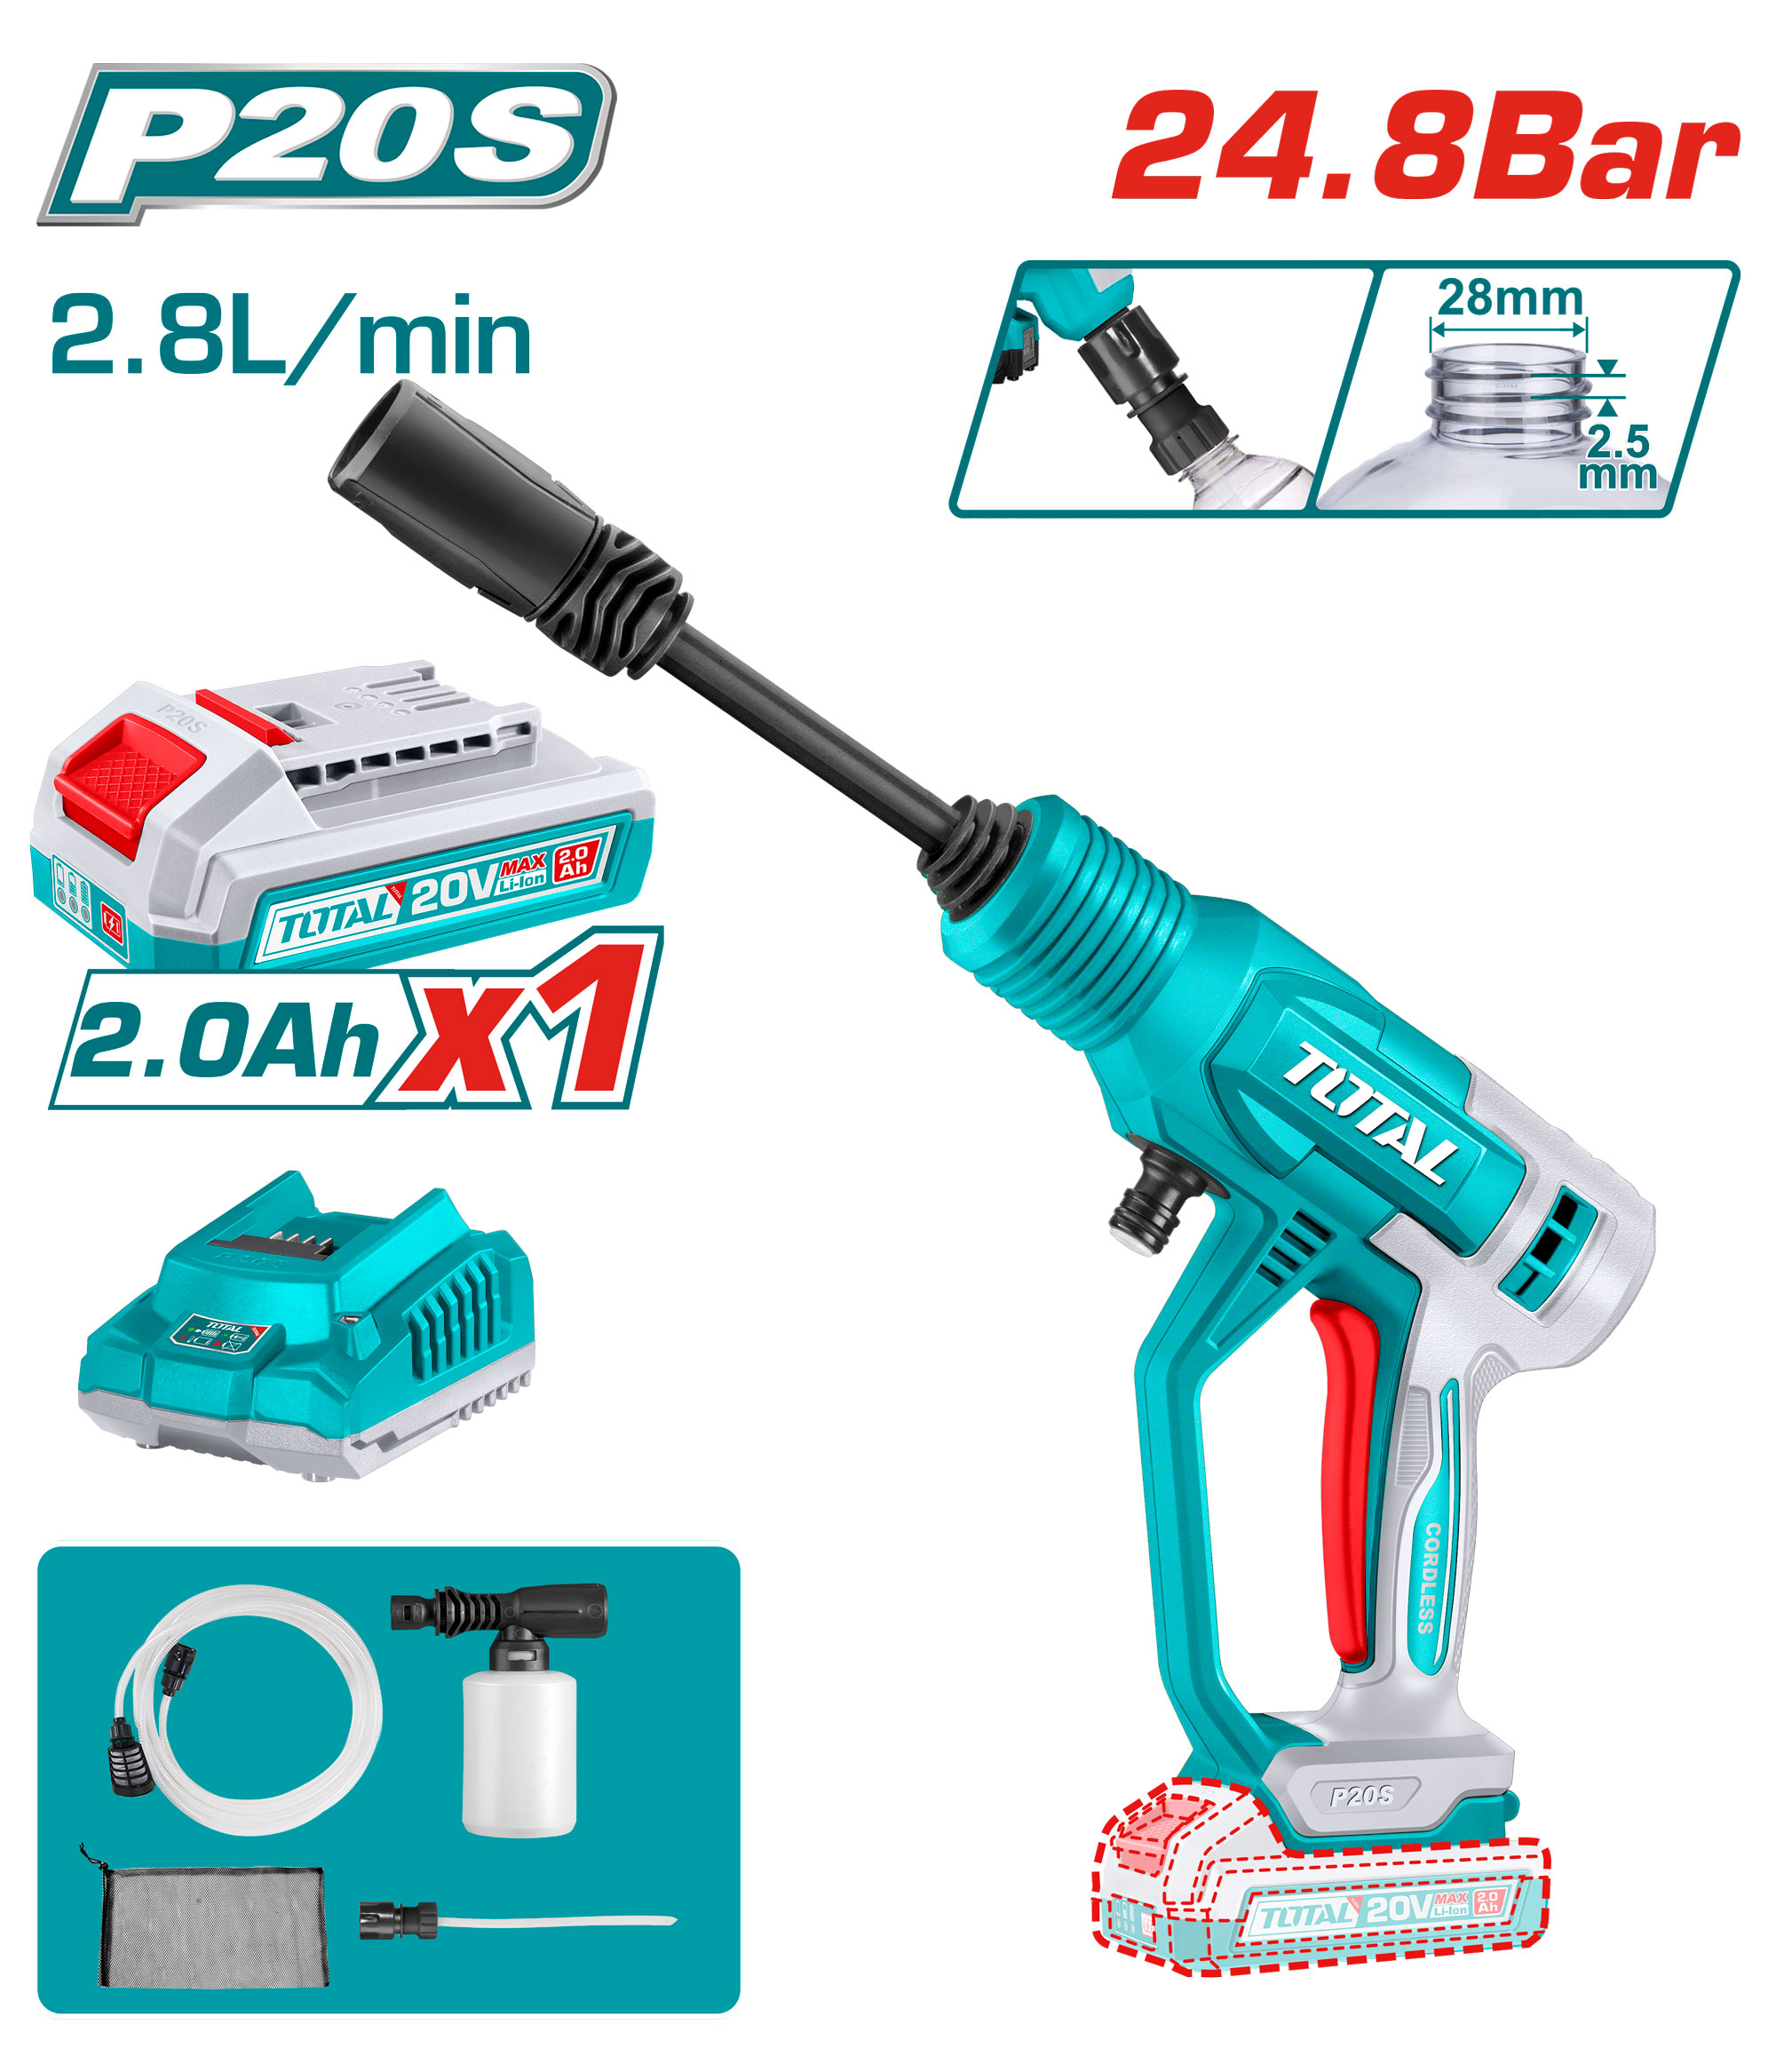 P20S
24.8Bar
2.8L/min
28mm
2.5
mm
P20S
TOTAL 20V MAX Li-Ion 2.0 Ah
2.0Ah x1
TOTAL
TOTAL
CORDLESS
P20S
TOTAL 20V MAX Li-Ion 2.0 Ah